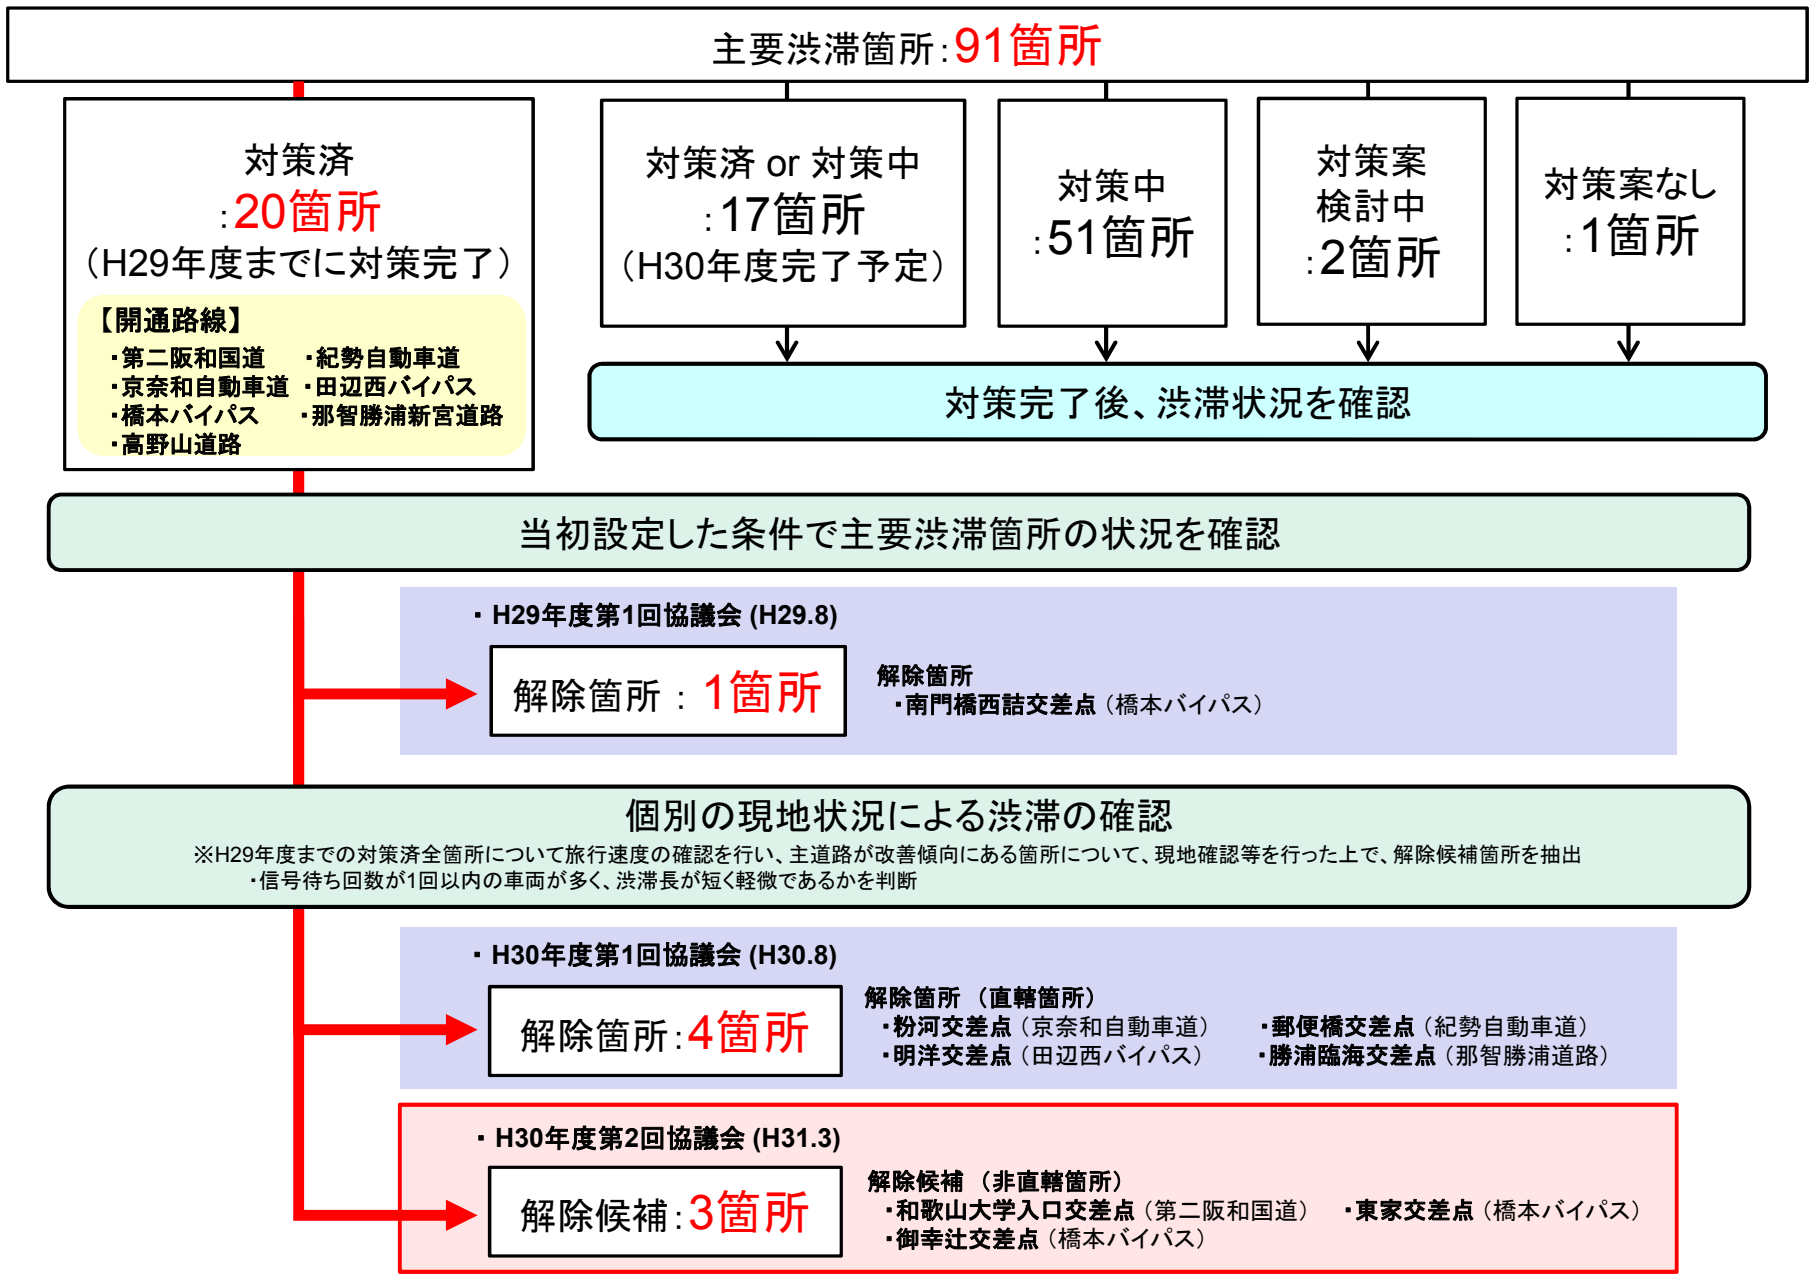 主要渋滞箇所：91箇所
対策済
：20箇所
（H29年度までに対策完了）
【開通路線】
・第二阪和国道　・紀勢自動車道
・京奈和自動車道　・田辺西バイパス
・橋本バイパス　・那智勝浦新宮道路
・高野山道路
対策済 or 対策中
：17箇所
（H30年度完了予定）
対策中
：51箇所
対策案
検討中
：2箇所
対策案なし
：1箇所
対策完了後、渋滞状況を確認
当初設定した条件で主要渋滞箇所の状況を確認
・H29年度第1回協議会 (H29.8)
解除箇所 ： 1箇所
解除箇所
・南門橋西詰交差点（橋本バイパス）
個別の現地状況による渋滞の確認
※H29年度までの対策済全箇所について旅行速度の確認を行い、主道路が改善傾向にある箇所について、現地確認等を行った上で、解除候補箇所を抽出
・信号待ち回数が1回以内の車両が多く、渋滞長が短く軽微であるかを判断
・H30年度第1回協議会 (H30.8)
解除箇所：4箇所
解除箇所 （直轄箇所）
・粉河交差点（京奈和自動車道）　・郵便橋交差点（紀勢自動車道）
・明洋交差点（田辺西バイパス）　・勝浦臨海交差点（那智勝浦道路）
・H30年度第2回協議会 (H31.3)
解除候補：3箇所
解除候補 （非直轄箇所）
・和歌山大学入口交差点（第二阪和国道）　・東家交差点（橋本バイパス）
・御幸辻交差点（橋本バイパス）